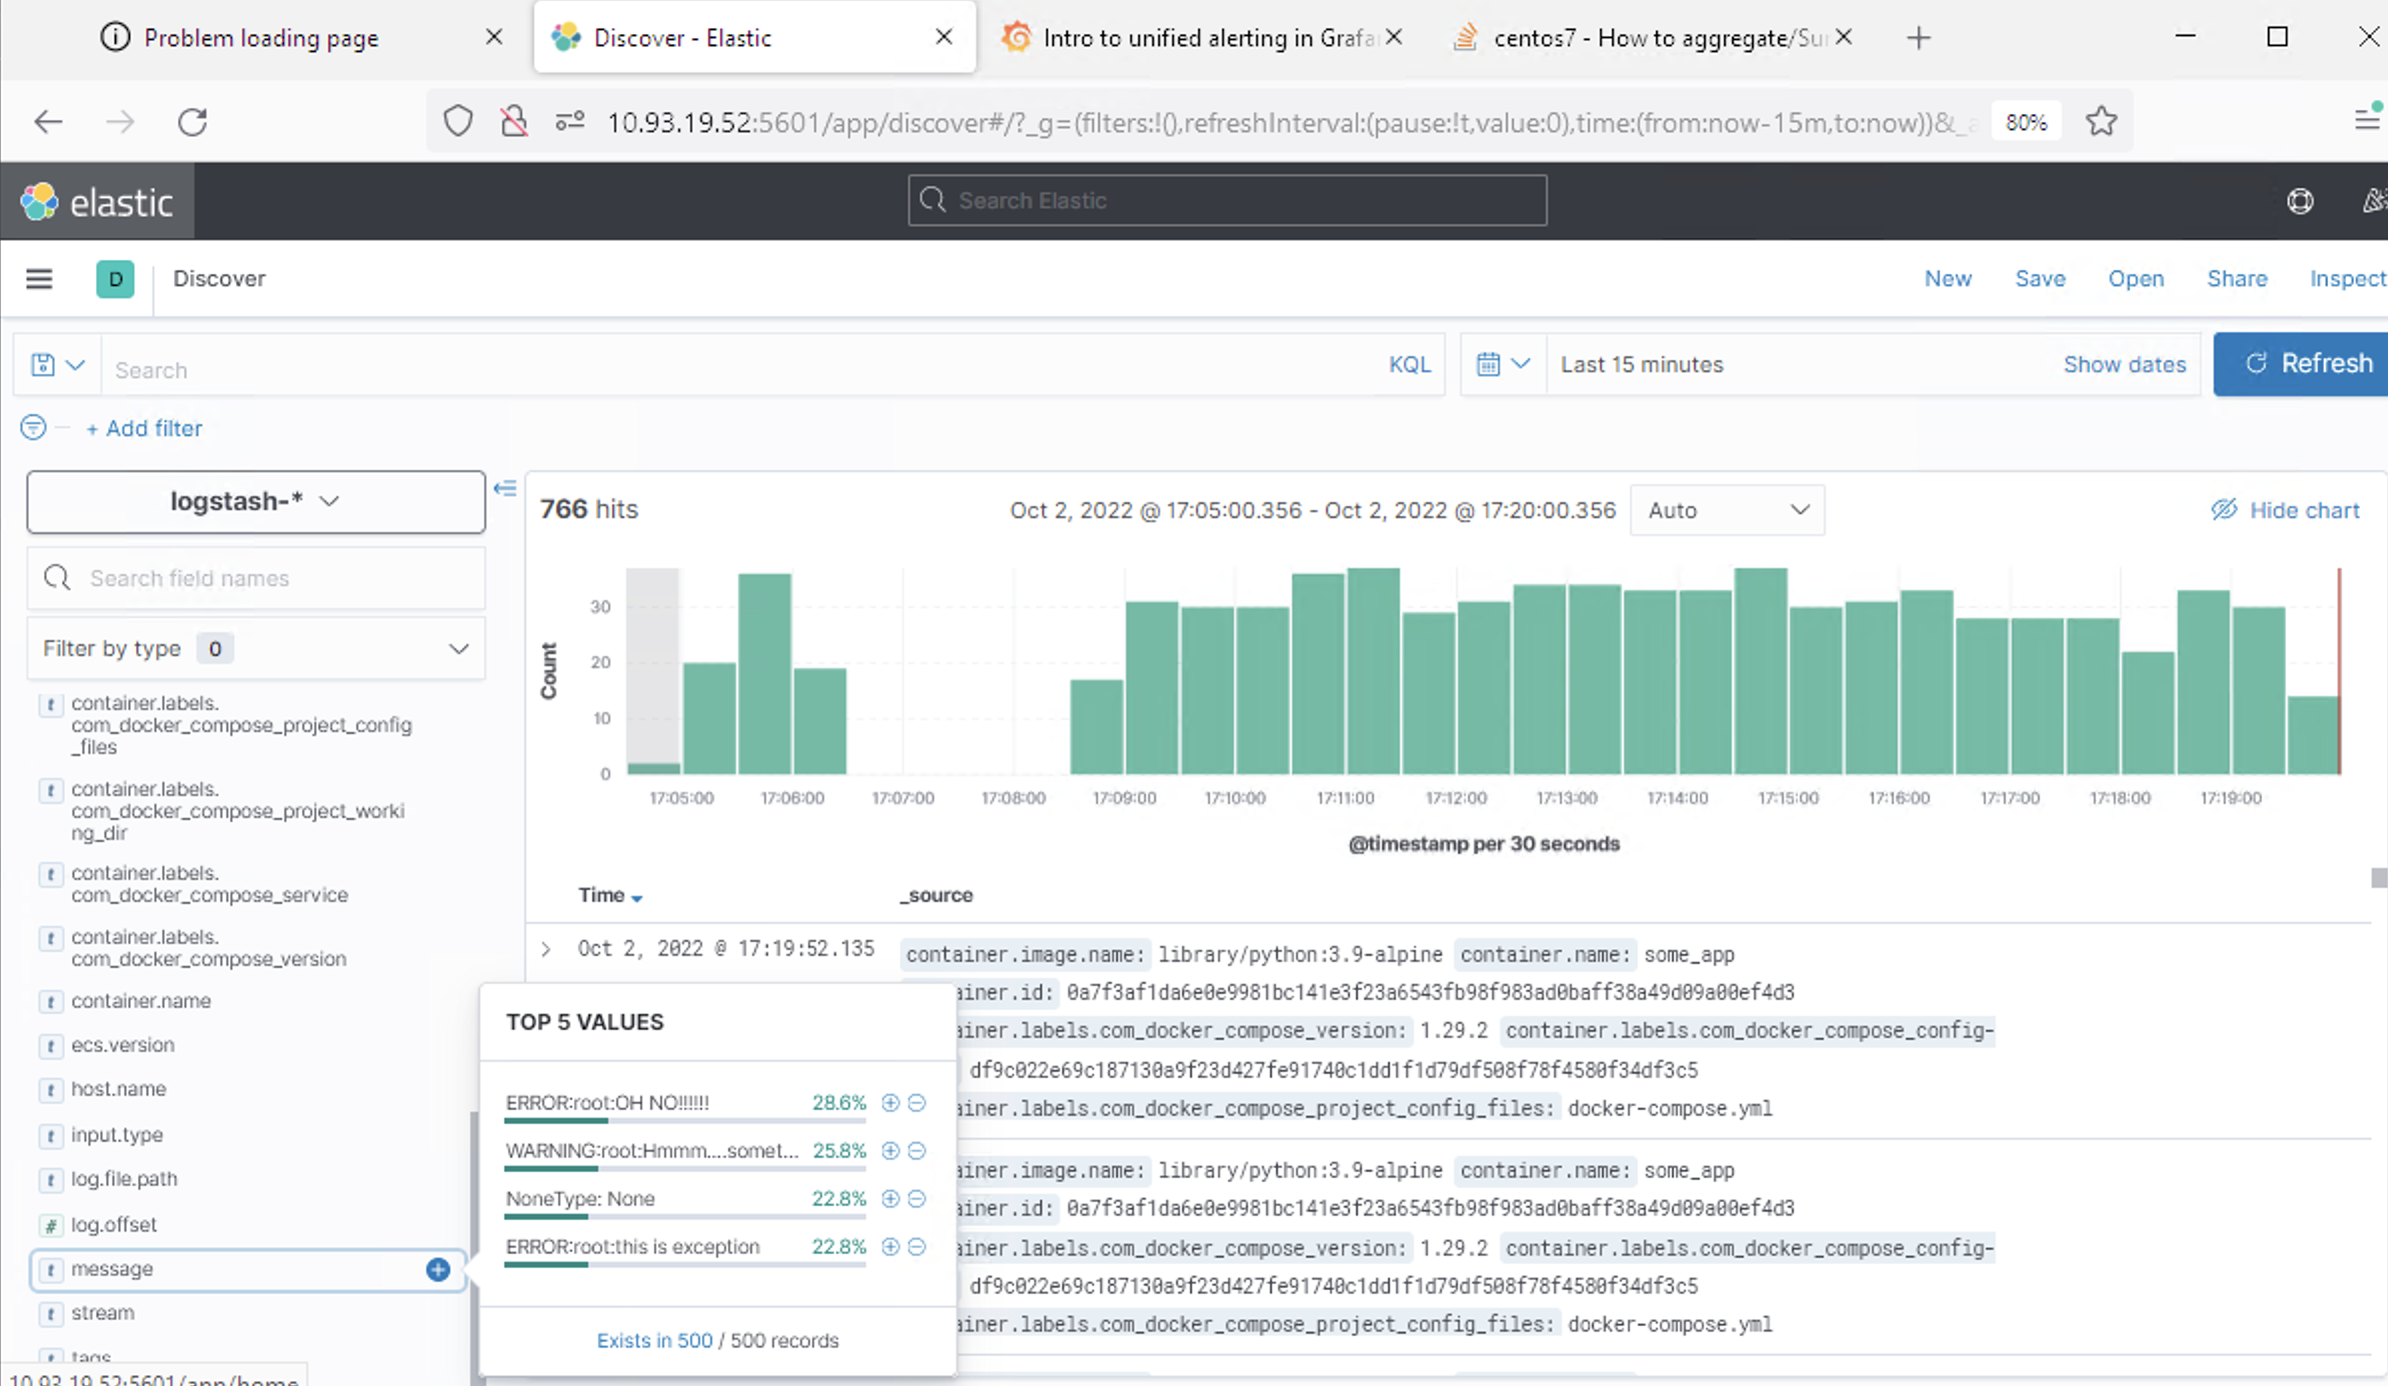 Problem loading page
Discover - Elastic
Intro to unified alerting in Grafa
centos7 - How to aggregate/Su
10.93.19.52:5601/app/discover#/?_g=(filters:!(),refreshInterval:(pause:!t,value:0),time:(from:now-15m,to:now))&_a
80%
elastic
Search Elastic
D
Discover
New
Save
Open
Share
Inspect
Search
KQL
Last 15 minutes
Show dates
Refresh
+ Add filter
logstash-*
766 hits
Oct 2, 2022 @ 17:05:00.356 - Oct 2, 2022 @ 17:20:00.356
Auto
Hide chart
Search field names
Filter by type 0
t container.labels.
com_docker_compose_project_config
_files
t container.labels.
com_docker_compose_project_worki
ng_dir
t container.labels.
com_docker_compose_service
t container.labels.
com_docker_compose_version
t container.name
t ecs.version
t host.name
t input.type
t log.file.path
# log.offset
t message
t stream
t tags
10.93.19.52:5601/app/home
Count
30
20
10
0
17:05:00 17:06:00 17:07:00 17:08:00 17:09:00 17:10:00 17:11:00 17:12:00 17:13:00 17:14:00 17:15:00 17:16:00 17:17:00 17:18:00 17:19:00
@timestamp per 30 seconds
Time _source
Oct 2, 2022 @ 17:19:52.135
container.image.name: library/python:3.9-alpine container.name: some_app
ainer.id: 0a7f3af1da6e0e9981bc141e3f23a6543fb98f983ad0baff38a49d09a00ef4d3
ainer.labels.com_docker_compose_version: 1.29.2 container.labels.com_docker_compose_config-
df9c022e69c187130a9f23d427fe91740c1dd1f1d79df508f78f4580f34df3c5
ainer.labels.com_docker_compose_project_config_files: docker-compose.yml
ainer.image.name: library/python:3.9-alpine container.name: some_app
ainer.id: 0a7f3af1da6e0e9981bc141e3f23a6543fb98f983ad0baff38a49d09a00ef4d3
ainer.labels.com_docker_compose_version: 1.29.2 container.labels.com_docker_compose_config-
df9c022e69c187130a9f23d427fe91740c1dd1f1d79df508f78f4580f34df3c5
ainer.labels.com_docker_compose_project_config_files: docker-compose.yml
TOP 5 VALUES
ERROR:root:OH NO!!!!!! 28.6%
WARNING:root:Hmmm....somet... 25.8%
NoneType: None 22.8%
ERROR:root:this is exception 22.8%
Exists in 500 / 500 records